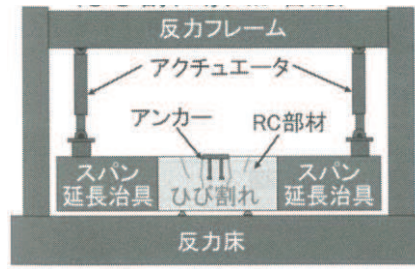 反力フレーム
アクチュエータ
アンカー
RC部材
スパン
延長治具
ひび割れ
スパン
延長治具
反力床